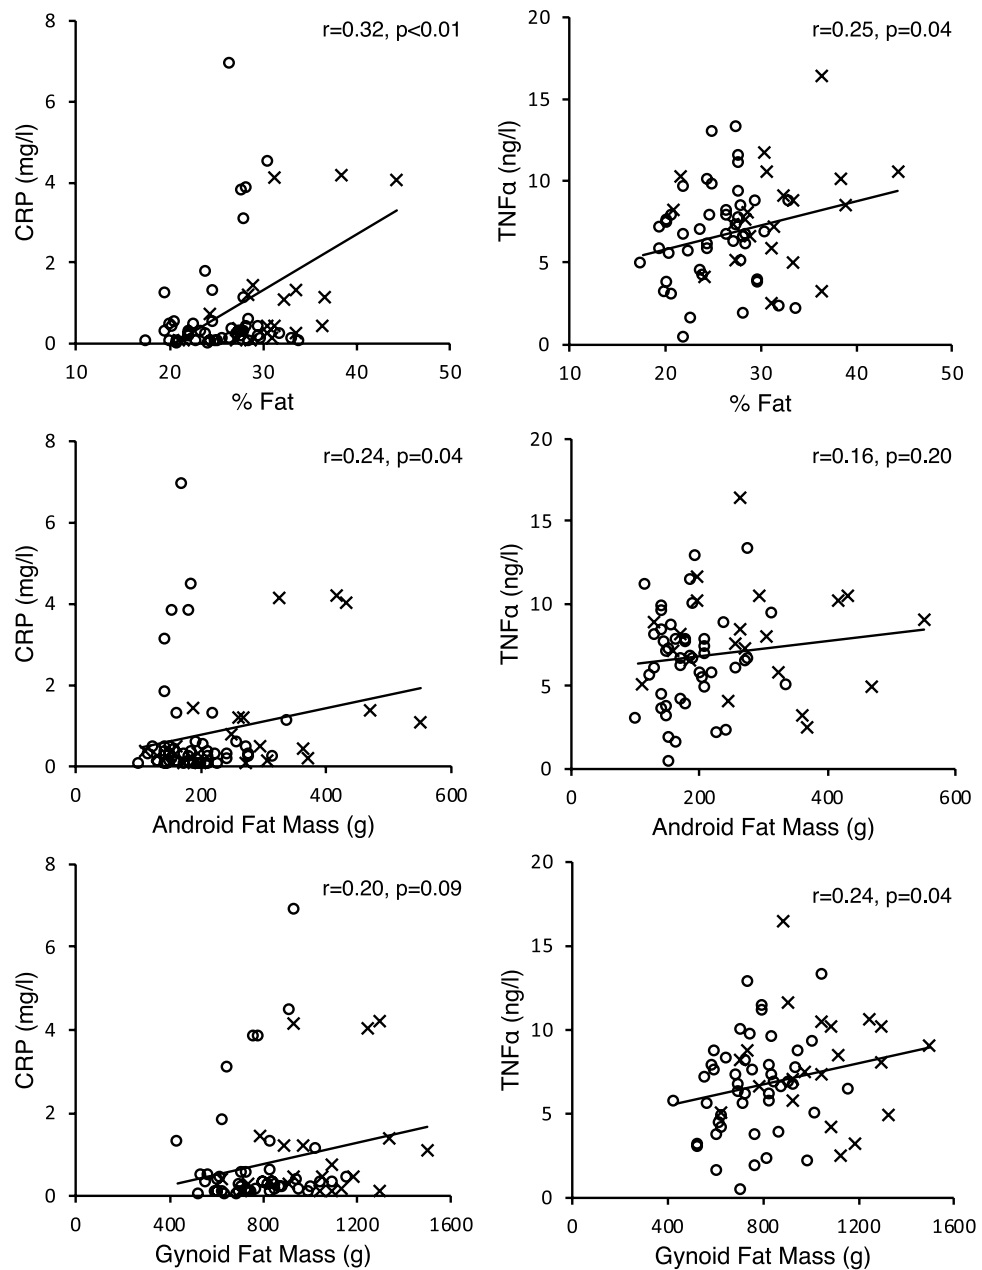 r=0.32, p<0.01
CRP (mg/l)
8
6
4
2
0
10 20 30 40 50
% Fat
r=0.25, p=0.04
TNFα (ng/l)
20
15
10
5
0
10 20 30 40 50
% Fat
r=0.24, p=0.04
CRP (mg/l)
8
6
4
2
0
0 200 400 600
Android Fat Mass (g)
r=0.16, p=0.20
TNFα (ng/l)
20
15
10
5
0
0 200 400 600
Android Fat Mass (g)
r=0.20, p=0.09
CRP (mg/l)
8
6
4
2
0
0 400 800 1200 1600
Gynoid Fat Mass (g)
r=0.24, p=0.04
TNFα (ng/l)
20
15
10
5
0
0 400 800 1200 1600
Gynoid Fat Mass (g)